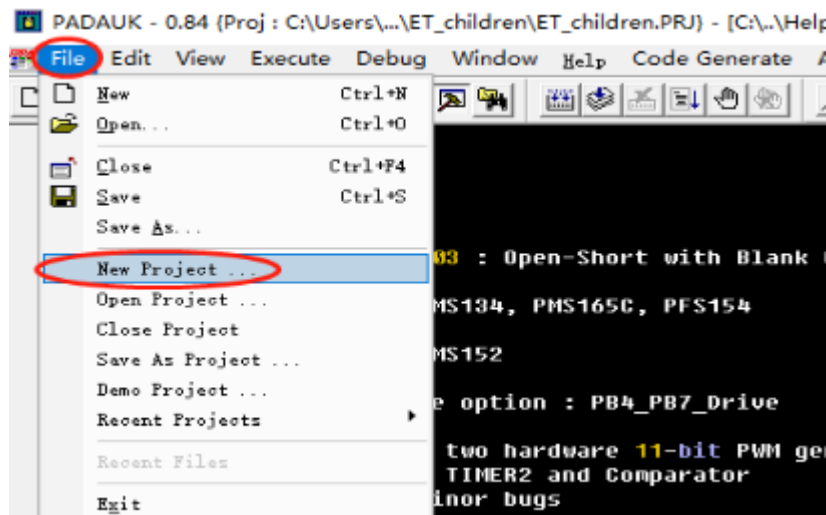 PADAUK - 0.84 {Proj : C:\Users\...\ET_children\ET_children.PRJ} - [C:\..\Help
File Edit View Execute Debug Window Help Code Generate
New Ctrl+N
Open... Ctrl+O
Close Ctrl+F4
Save Ctrl+S
Save As...
New Project ...
Open Project ...
Close Project
Save As Project ...
Demo Project ...
Recent Projects
Recent Files
Exit
03 : Open-Short with Blank
MS134, PMS165C, PFS154
MS152
e option : PB4_PB7_Drive
two hardware 11-bit PWM ge
TIMER2 and Comparator
inor bugs